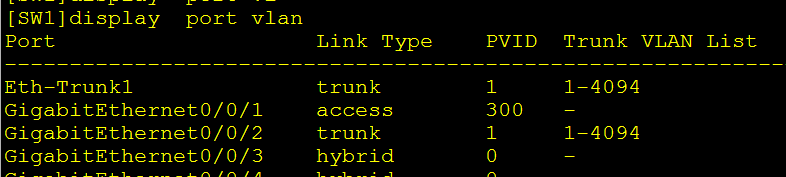 [SW1]display port vlan
Port Link Type PVID Trunk VLAN List
-------------------------------------------------------------------------------
Eth-Trunk1 trunk 1 1-4094
GigabitEthernet0/0/1 access 300 -
GigabitEthernet0/0/2 trunk 1 1-4094
GigabitEthernet0/0/3 hybrid 0 -
GigabitEthernet0/0/4 hybrid 0 -